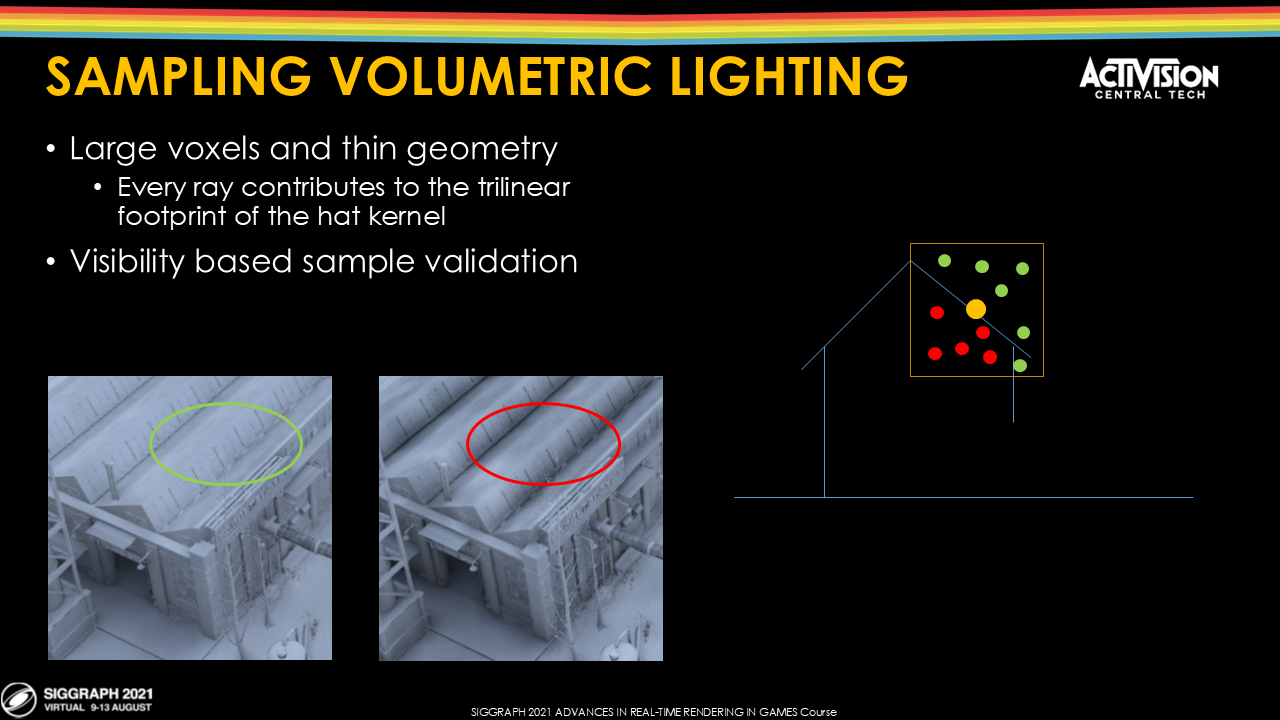 SAMPLING VOLUMETRIC LIGHTING
ACTIVISION
CENTRAL TECH
• Large voxels and thin geometry
• Every ray contributes to the trilinear
footprint of the hat kernel
• Visibility based sample validation
SIGGRAPH 2021
VIRTUAL 9-13 AUGUST
SIGGRAPH 2021 ADVANCES IN REAL-TIME RENDERING IN GAMES Course